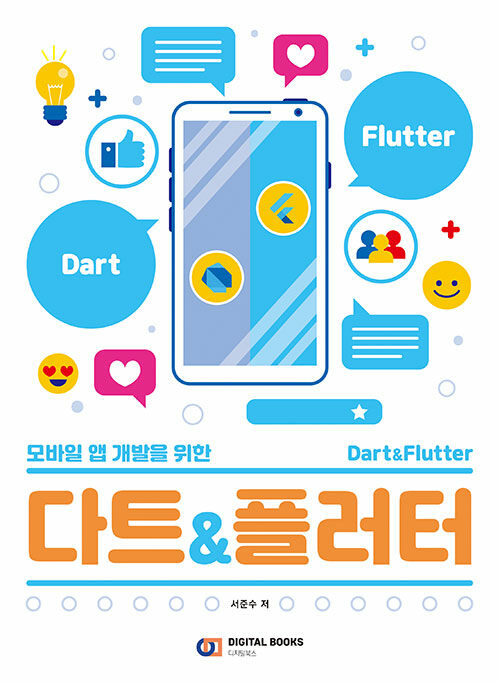 Flutter
Dart
모바일 앱 개발을 위한
Dart&Flutter
다트&플러터
서준수 저
DIGITAL BOOKS
디지털북스